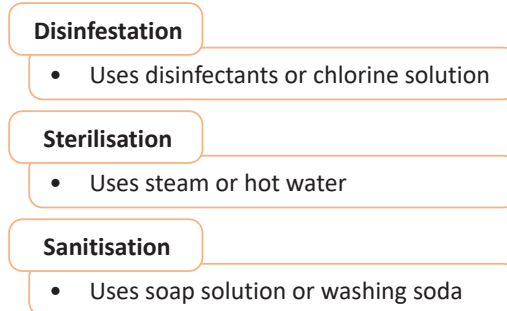 Disinfestation
• Uses disinfectants or chlorine solution
Sterilisation
• Uses steam or hot water
Sanitisation
• Uses soap solution or washing soda